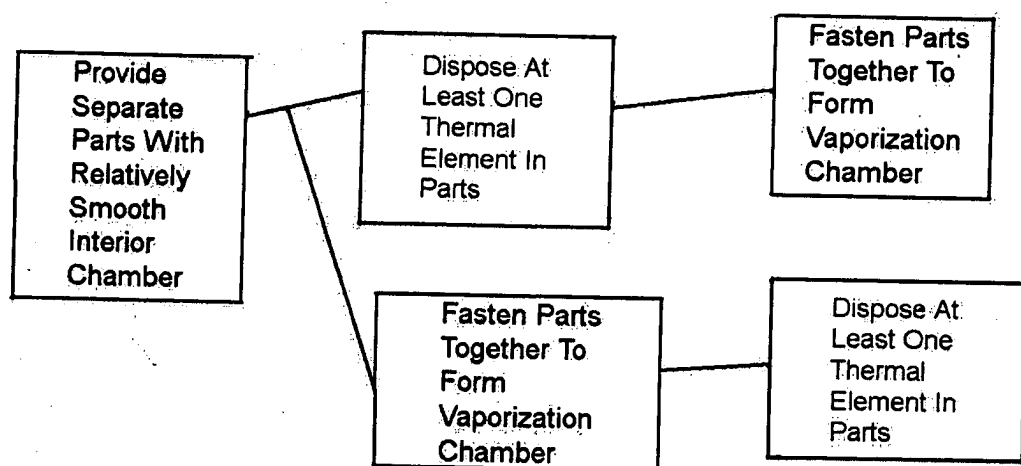 Provide
Separate
Parts With
Relatively
Smooth
Interior
Chamber
Dispose At
Least One
Thermal
Element In
Parts
Fasten Parts
Together To
Form
Vaporization
Chamber
Fasten Parts
Together To
Form
Vaporization
Chamber
Dispose At
Least One
Thermal
Element In
Parts